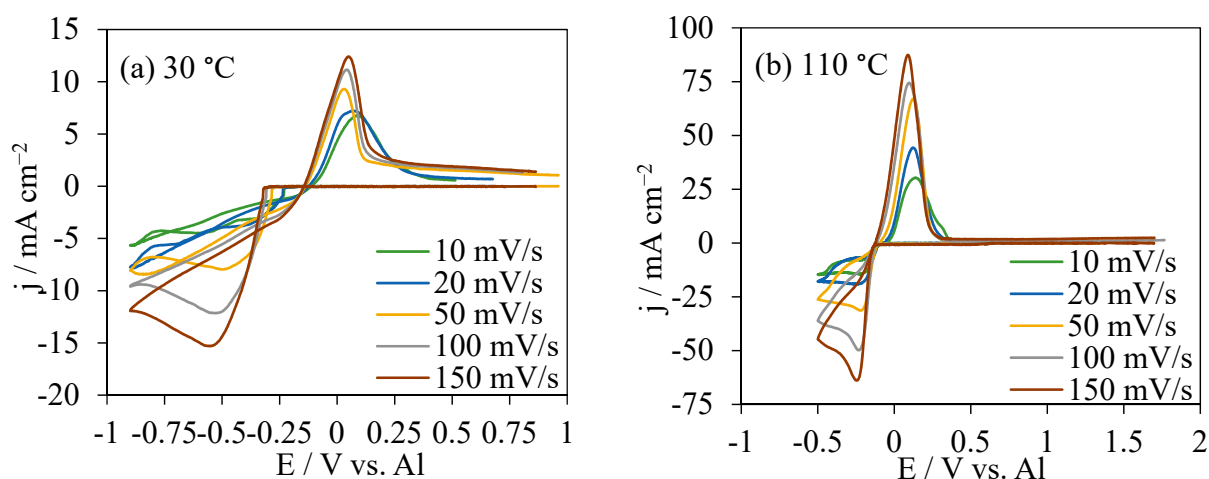 (a) 30 °C
15
10
5
0
-5
-10
-15
-20
j / mA cm⁻²
10 mV/s
20 mV/s
50 mV/s
100 mV/s
150 mV/s
-1 -0.75 -0.5 -0.25 0 0.25 0.5 0.75 1
E / V vs. Al
(b) 110 °C
100
75
50
25
0
-25
-50
-75
j / mA cm⁻²
10 mV/s
20 mV/s
50 mV/s
100 mV/s
150 mV/s
-1 -0.5 0 0.5 1 1.5 2
E / V vs. Al